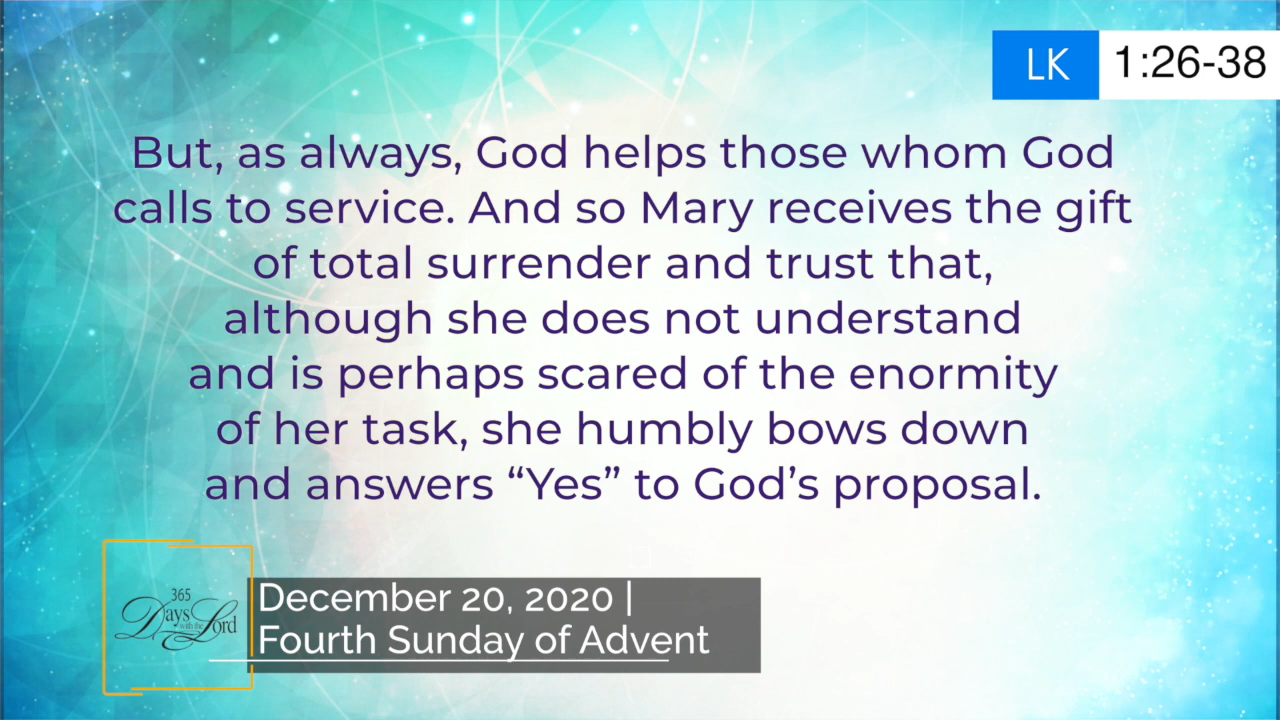 LK 1:26-38
But, as always, God helps those whom God
calls to service. And so Mary receives the gift
of total surrender and trust that,
although she does not understand
and is perhaps scared of the enormity
of her task, she humbly bows down
and answers “Yes” to God’s proposal.
365
Days with the Lord
December 20, 2020 |
Fourth Sunday of Advent